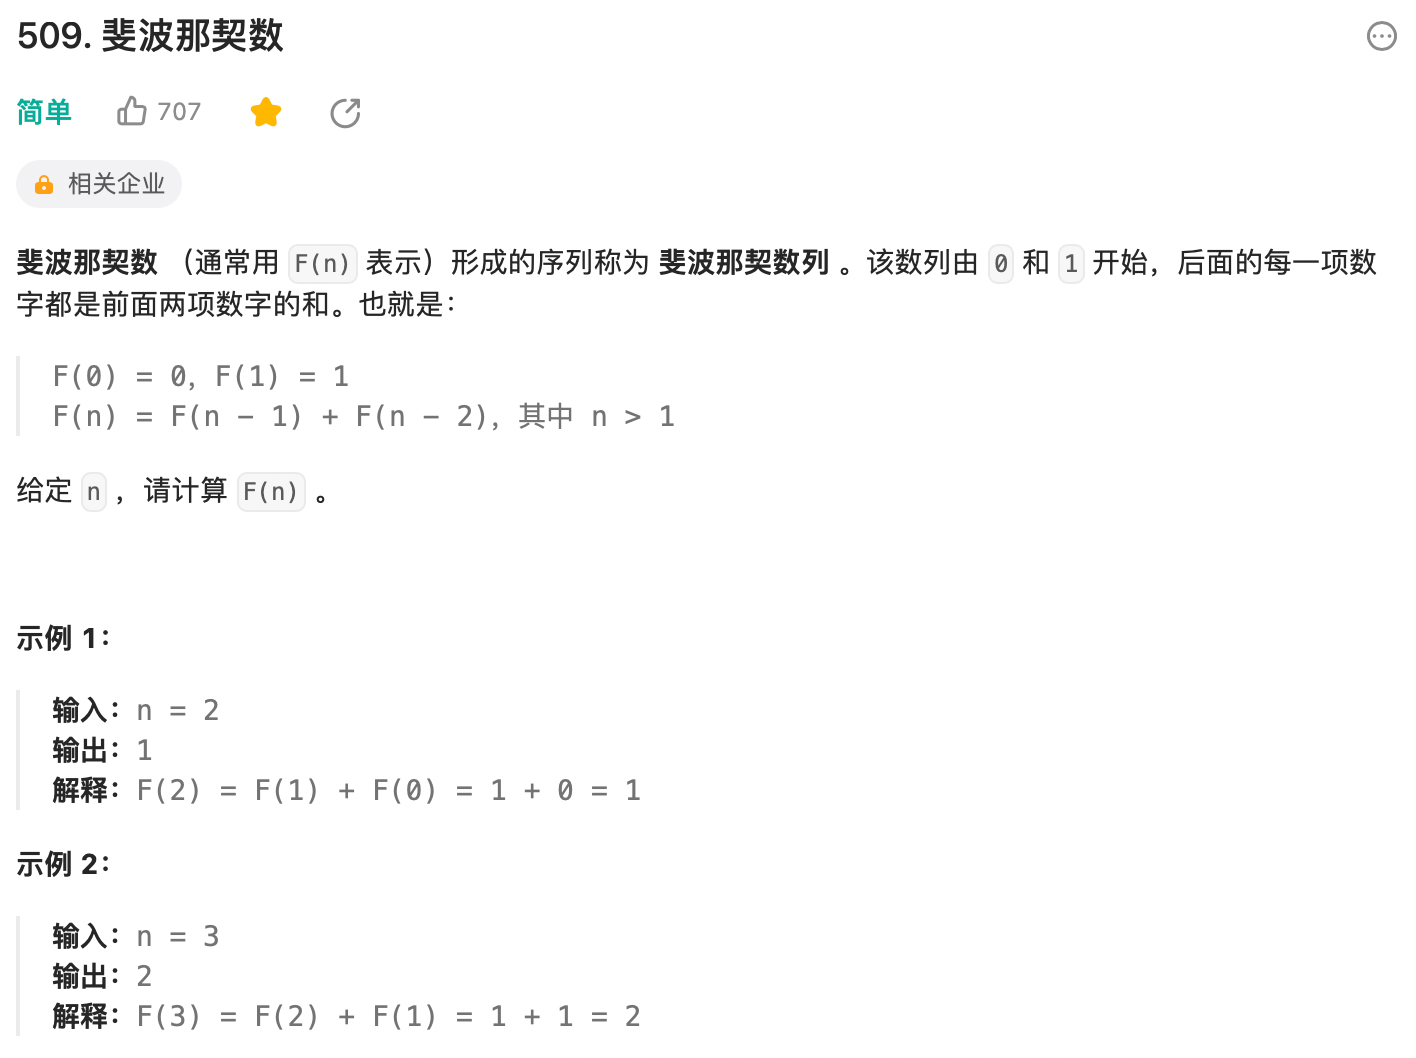 509. 斐波那契数
简单 707
相关企业
斐波那契数 （通常用 F(n) 表示）形成的序列称为 斐波那契数列 。该数列由 0 和 1 开始，后面的每一项数
字都是前面两项数字的和。也就是：
F(0) = 0，F(1) = 1
F(n) = F(n - 1) + F(n - 2)，其中 n > 1
给定 n ，请计算 F(n) 。
示例 1：
输入：n = 2
输出：1
解释：F(2) = F(1) + F(0) = 1 + 0 = 1
示例 2：
输入：n = 3
输出：2
解释：F(3) = F(2) + F(1) = 1 + 1 = 2